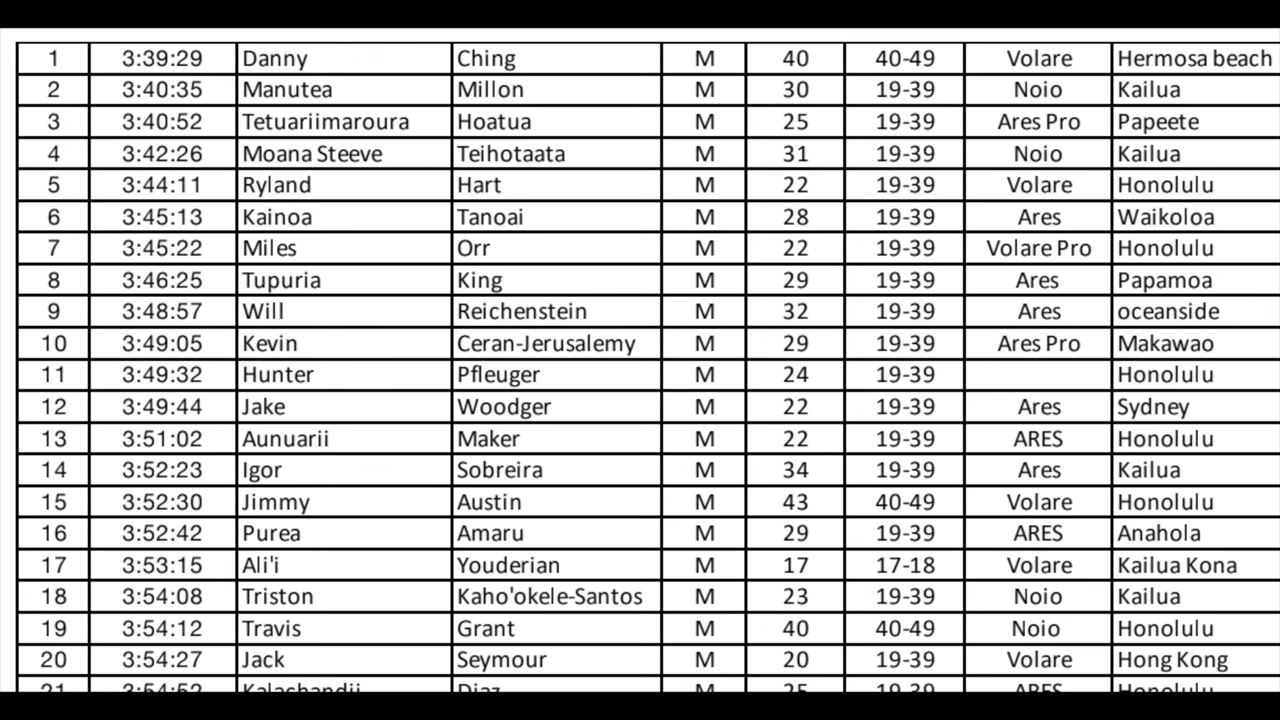 1 3:39:29 Danny Ching M 40 40-49 Volare Hermosa beach
2 3:40:35 Manutea Millon M 30 19-39 Noio Kailua
3 3:40:52 Tetuariimaroura Hoatua M 25 19-39 Ares Pro Papeete
4 3:42:26 Moana Steeve Teihotaata M 31 19-39 Noio Kailua
5 3:44:11 Ryland Hart M 22 19-39 Volare Honolulu
6 3:45:13 Kainoa Tanoai M 28 19-39 Ares Waikoloa
7 3:45:22 Miles Orr M 22 19-39 Volare Pro Honolulu
8 3:46:25 Tupuria King M 29 19-39 Ares Papamoa
9 3:48:57 Will Reichenstein M 32 19-39 Ares oceanside
10 3:49:05 Kevin Ceran-Jerusalemy M 29 19-39 Ares Pro Makawao
11 3:49:32 Hunter Pfleuger M 24 19-39 Honolulu
12 3:49:44 Jake Woodger M 22 19-39 Ares Sydney
13 3:51:02 Aunuarii Maker M 22 19-39 ARES Honolulu
14 3:52:23 Igor Sobreira M 34 19-39 Ares Kailua
15 3:52:30 Jimmy Austin M 43 40-49 Volare Honolulu
16 3:52:42 Purea Amaru M 29 19-39 ARES Anahola
17 3:53:15 Ali'i Youderian M 17 17-18 Volare Kailua Kona
18 3:54:08 Triston Kaho'okele-Santos M 23 19-39 Noio Kailua
19 3:54:12 Travis Grant M 40 40-49 Noio Honolulu
20 3:54:27 Jack Seymour M 20 19-39 Volare Hong Kong
21 3:54:52 Diaz M 25 19-39 ARES Honolulu